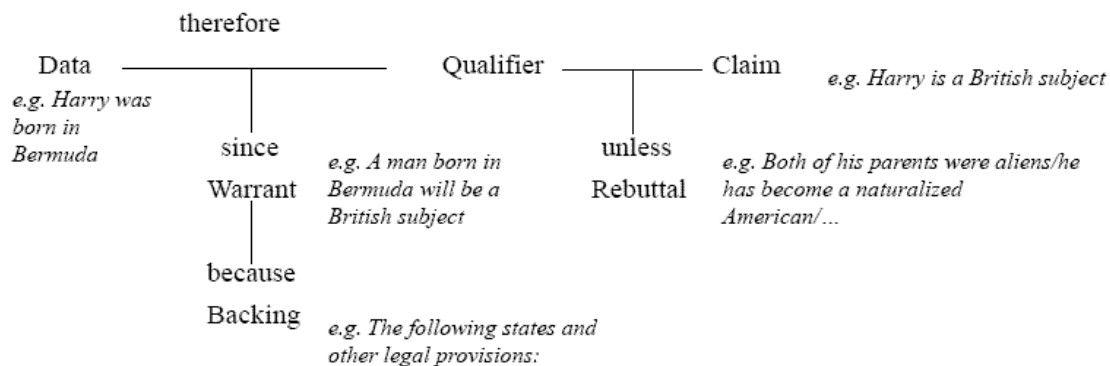 therefore
Data
Qualifier
Claim
e.g. Harry is a British subject
e.g. Harry was
born in
Bermuda
since
Warrant
e.g. A man born in
Bermuda will be a
British subject
unless
Rebuttal
e.g. Both of his parents were aliens/he
has become a naturalized
American/…
because
Backing
e.g. The following states and
other legal provisions: